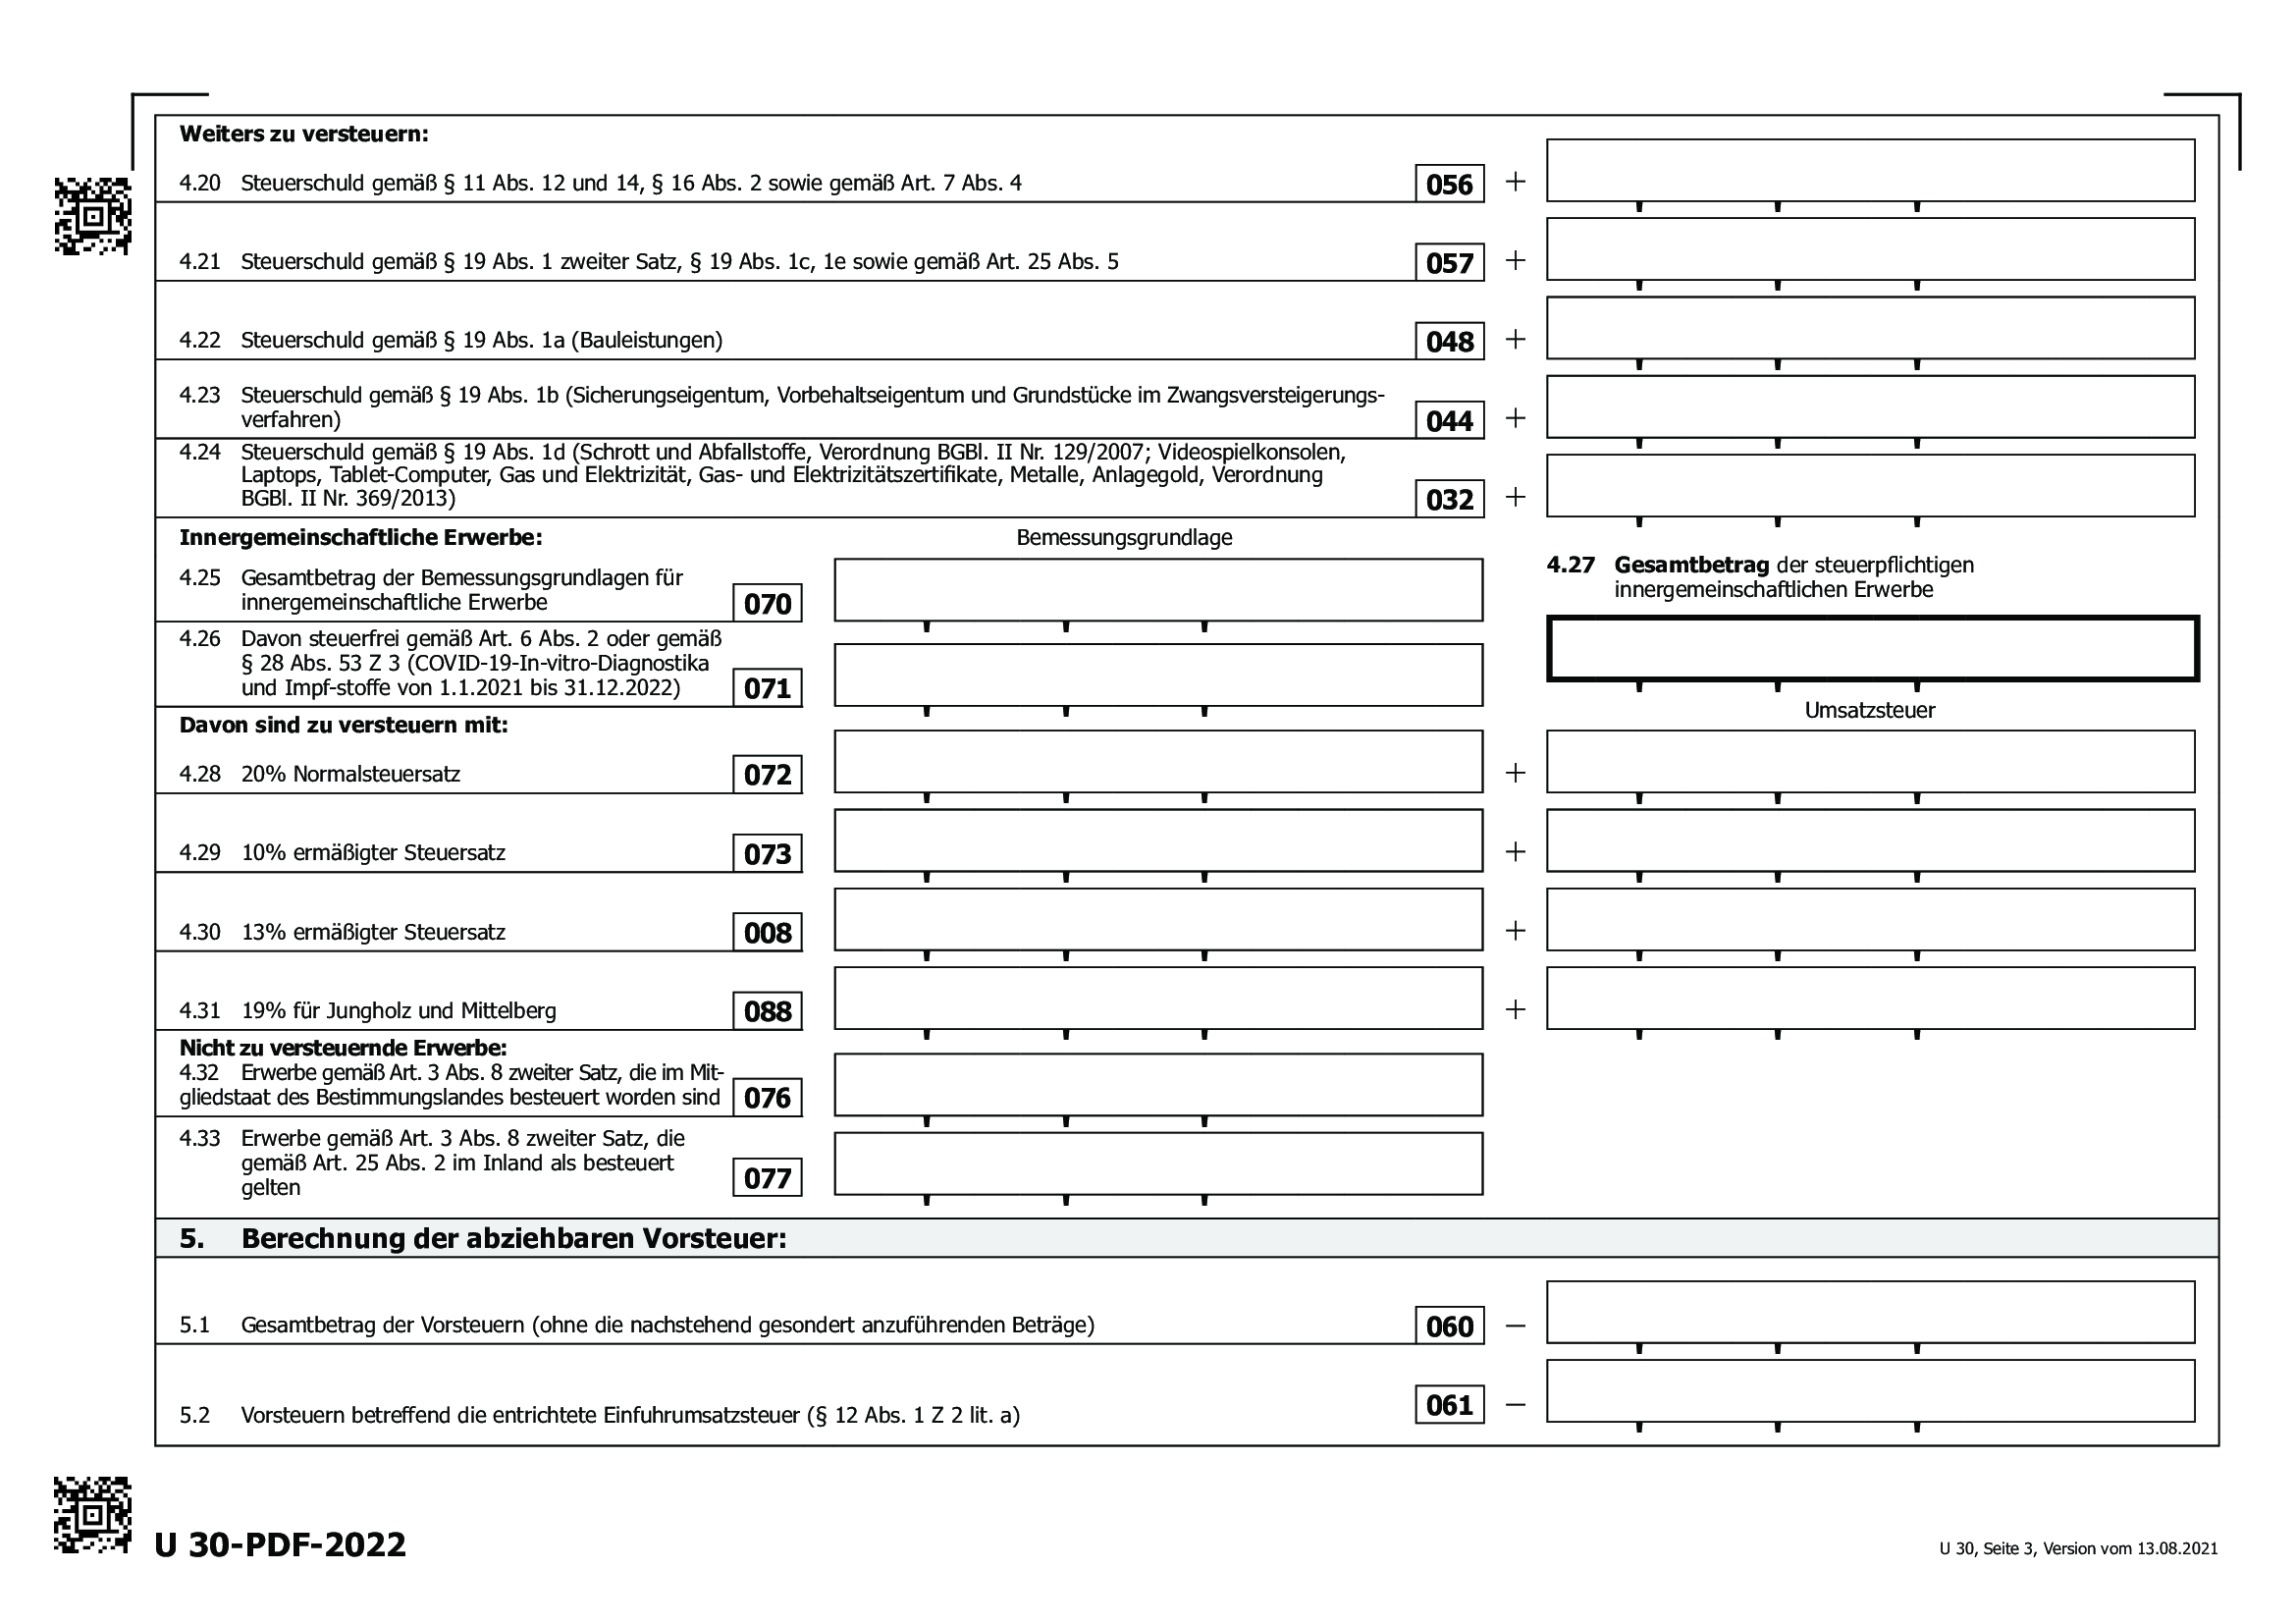 Weiters zu versteuern:
4.20 Steuerschuld gemäß § 11 Abs. 12 und 14, § 16 Abs. 2 sowie gemäß Art. 7 Abs. 4 056 +
4.21 Steuerschuld gemäß § 19 Abs. 1 zweiter Satz, § 19 Abs. 1c, 1e sowie gemäß Art. 25 Abs. 5 057 +
4.22 Steuerschuld gemäß § 19 Abs. 1a (Bauleistungen) 048 +
4.23 Steuerschuld gemäß § 19 Abs. 1b (Sicherungseigentum, Vorbehaltseigentum und Grundstücke im Zwangsversteigerungs-
verfahren) 044 +
4.24 Steuerschuld gemäß § 19 Abs. 1d (Schrott und Abfallstoffe, Verordnung BGBl. II Nr. 129/2007; Videospielkonsolen,
Laptops, Tablet-Computer, Gas und Elektrizität, Gas- und Elektrizitätszertifikate, Metalle, Anlagegold, Verordnung
BGBl. II Nr. 369/2013) 032 +
Innergemeinschaftliche Erwerbe: Bemessungsgrundlage
4.25 Gesamtbetrag der Bemessungsgrundlagen für
innergemeinschaftliche Erwerbe 070
4.27 Gesamtbetrag der steuerpflichtigen
innergemeinschaftlichen Erwerbe
4.26 Davon steuerfrei gemäß Art. 6 Abs. 2 oder gemäß
§ 28 Abs. 53 Z 3 (COVID-19-In-vitro-Diagnostika
und Impf-stoffe von 1.1.2021 bis 31.12.2022) 071
Umsatzsteuer
Davon sind zu versteuern mit:
4.28 20% Normalsteuersatz 072 +
4.29 10% ermäßigter Steuersatz 073 +
4.30 13% ermäßigter Steuersatz 008 +
4.31 19% für Jungholz und Mittelberg 088 +
Nicht zu versteuernde Erwerbe:
4.32 Erwerbe gemäß Art. 3 Abs. 8 zweiter Satz, die im Mit-
gliedstaat des Bestimmungslandes besteuert worden sind 076
4.33 Erwerbe gemäß Art. 3 Abs. 8 zweiter Satz, die
gemäß Art. 25 Abs. 2 im Inland als besteuert
gelten 077
5. Berechnung der abziehbaren Vorsteuer:
5.1 Gesamtbetrag der Vorsteuern (ohne die nachstehend gesondert anzuführenden Beträge) 060 −
5.2 Vorsteuern betreffend die entrichtete Einfuhrumsatzsteuer (§ 12 Abs. 1 Z 2 lit. a) 061 −
U 30-PDF-2022
U 30, Seite 3, Version vom 13.08.2021